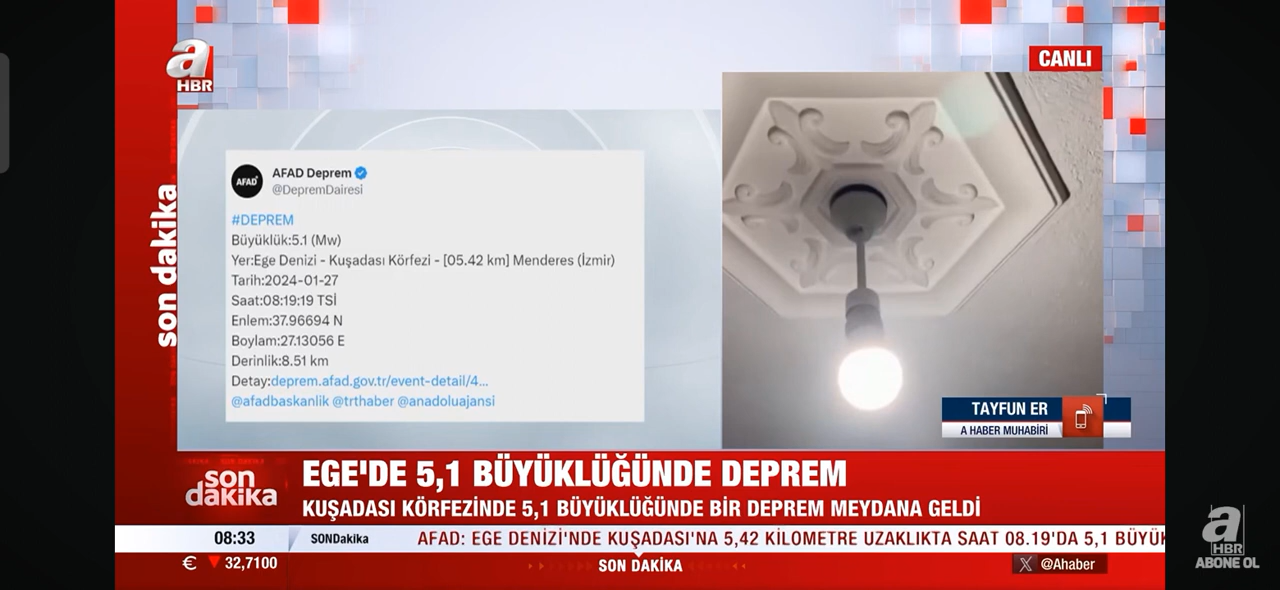 a
HBR
CANLI
son dakika
AFAD
AFAD Deprem
@DepremDairesi
#DEPREM
Büyüklük:5.1 (Mw)
Yer:Ege Denizi - Kuşadası Körfezi - [05.42 km] Menderes (İzmir)
Tarih:2024-01-27
Saat:08:19:19 TSİ
Enlem:37.96694 N
Boylam:27.13056 E
Derinlik:8.51 km
Detay:deprem.afad.gov.tr/event-detail/4...
@afadbaskanlik @trthaber @anadoluajansi
TAYFUN ER
A HABER MUHABİRİ
son
dakika
EGE'DE 5,1 BÜYÜKLÜĞÜNDE DEPREM
KUŞADASI KÖRFEZİNDE 5,1 BÜYÜKLÜĞÜNDE BİR DEPREM MEYDANA GELDİ
08:33
SONDakika
AFAD: EGE DENİZİ'NDE KUŞADASI'NA 5,42 KİLOMETRE UZAKLIKTA SAAT 08.19'DA 5,1 BÜYÜK
€ 32,7100
SON DAKİKA
X @Ahaber
a
HBR
ABONE OL